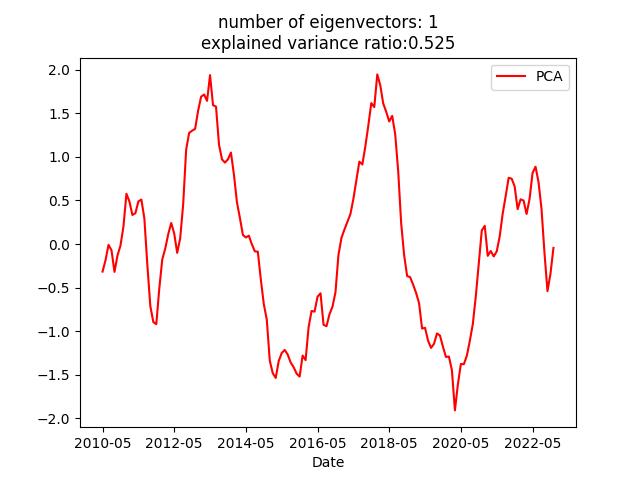 number of eigenvectors: 1
explained variance ratio:0.525
PCA
2.0
1.5
1.0
0.5
0.0
−0.5
−1.0
−1.5
−2.0
2010-05 2012-05 2014-05 2016-05 2018-05 2020-05 2022-05
Date